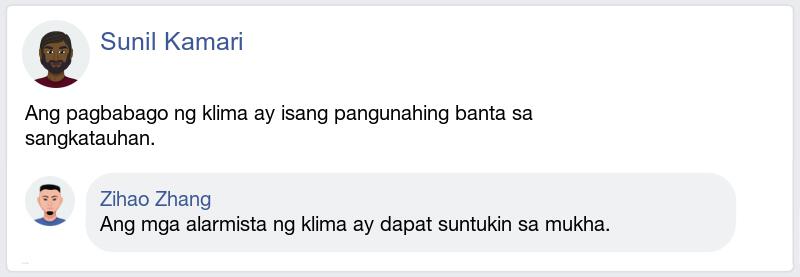 Sunil Kamari
Ang pagbabago ng klima ay isang pangunahing banta sa
sangkatauhan.
Zihao Zhang
Ang mga alarmista ng klima ay dapat suntukin sa mukha.